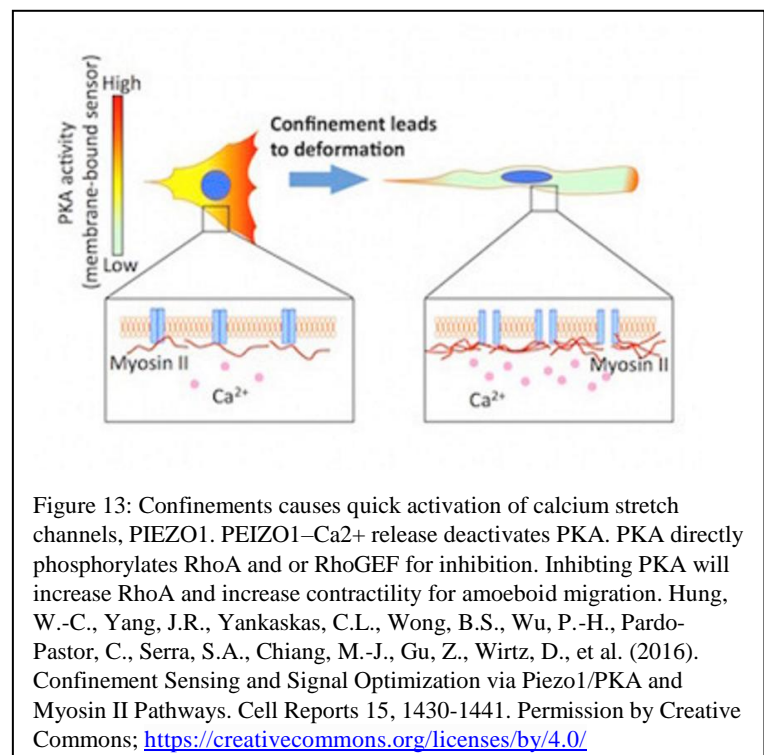 High
PKA activity
(membrane-bound sensor)
Low
Confinement leads
to deformation
Myosin II
Ca²⁺
Myosin II
Ca²⁺
Figure 13: Confinements causes quick activation of calcium stretch
channels, PIEZO1. PEIZO1–Ca2+ release deactivates PKA. PKA directly
phosphorylates RhoA and or RhoGEF for inhibition. Inhibting PKA will
increase RhoA and increase contractility for amoeboid migration. Hung,
W.-C., Yang, J.R., Yankaskas, C.L., Wong, B.S., Wu, P.-H., Pardo-
Pastor, C., Serra, S.A., Chiang, M.-J., Gu, Z., Wirtz, D., et al. (2016).
Confinement Sensing and Signal Optimization via Piezo1/PKA and
Myosin II Pathways. Cell Reports 15, 1430-1441. Permission by Creative
Commons; https://creativecommons.org/licenses/by/4.0/